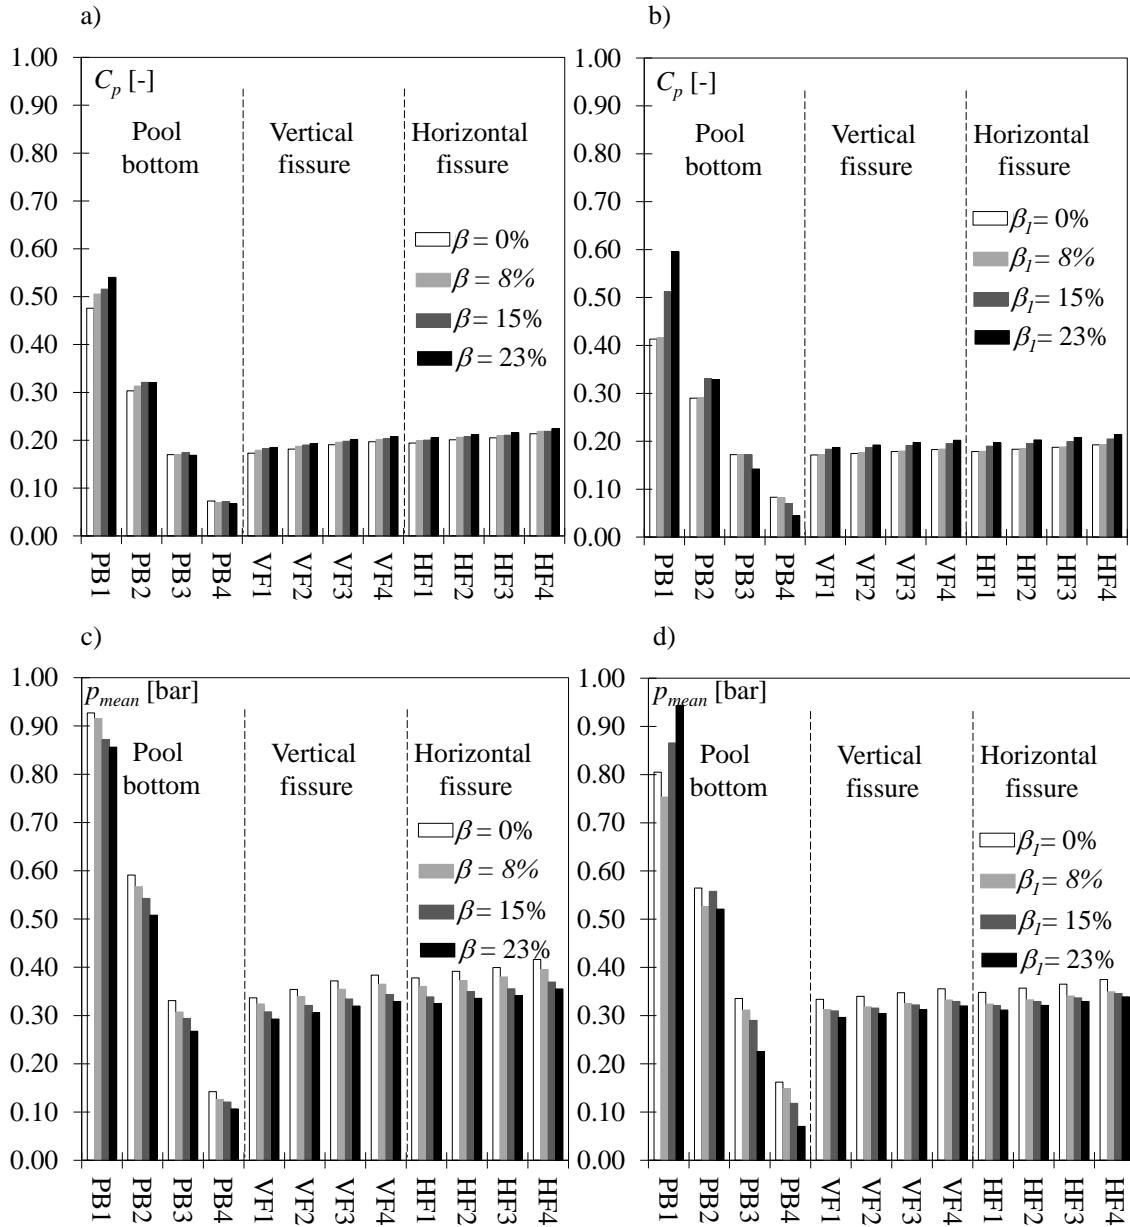 a)
1.00
0.90
0.80
0.70
0.60
0.50
0.40
0.30
0.20
0.10
0.00
Cp [-]
Pool
bottom
Vertical
fissure
Horizontal
fissure
β = 0%
β = 8%
β = 15%
β = 23%
PB1
PB2
PB3
PB4
VF1
VF2
VF3
VF4
HF1
HF2
HF3
HF4
b)
1.00
0.90
0.80
0.70
0.60
0.50
0.40
0.30
0.20
0.10
0.00
Cp [-]
Pool
bottom
Vertical
fissure
Horizontal
fissure
β1= 0%
β1= 8%
β1= 15%
β1= 23%
PB1
PB2
PB3
PB4
VF1
VF2
VF3
VF4
HF1
HF2
HF3
HF4
c)
1.00
0.90
0.80
0.70
0.60
0.50
0.40
0.30
0.20
0.10
0.00
pmean [bar]
Pool
bottom
Vertical
fissure
Horizontal
fissure
β = 0%
β = 8%
β = 15%
β = 23%
PB1
PB2
PB3
PB4
VF1
VF2
VF3
VF4
HF1
HF2
HF3
HF4
d)
1.00
0.90
0.80
0.70
0.60
0.50
0.40
0.30
0.20
0.10
0.00
pmean [bar]
Pool
bottom
Vertical
fissure
Horizontal
fissure
β1= 0%
β1= 8%
β1= 15%
β1= 23%
PB1
PB2
PB3
PB4
VF1
VF2
VF3
VF4
HF1
HF2
HF3
HF4